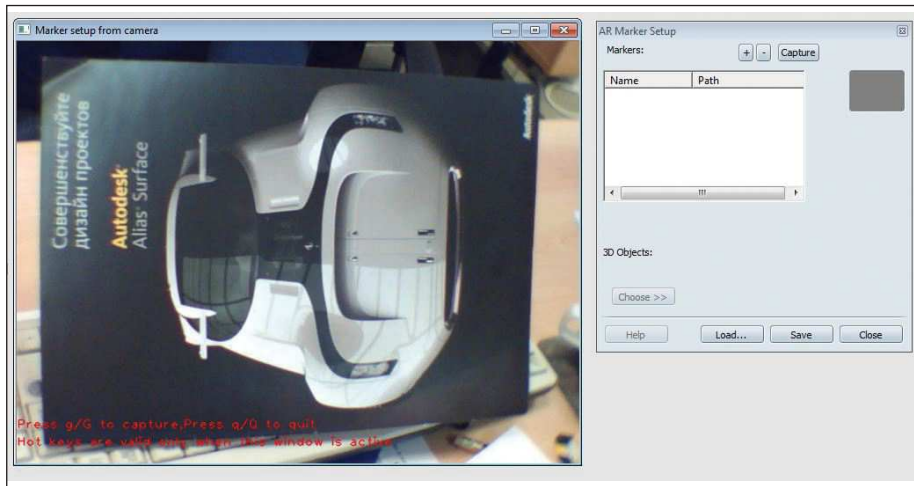 Marker setup from camera
Совершенствуйте
дизайн проектов
Autodesk®
Alias® Surface
Autodesk
Press g/G to capture,Press q/Q to quit
Hot keys are valid only when this window is active
AR Marker Setup
Markers:
+
-
Capture
Name
Path
3D Objects:
Choose >>
Help
Load...
Save
Close